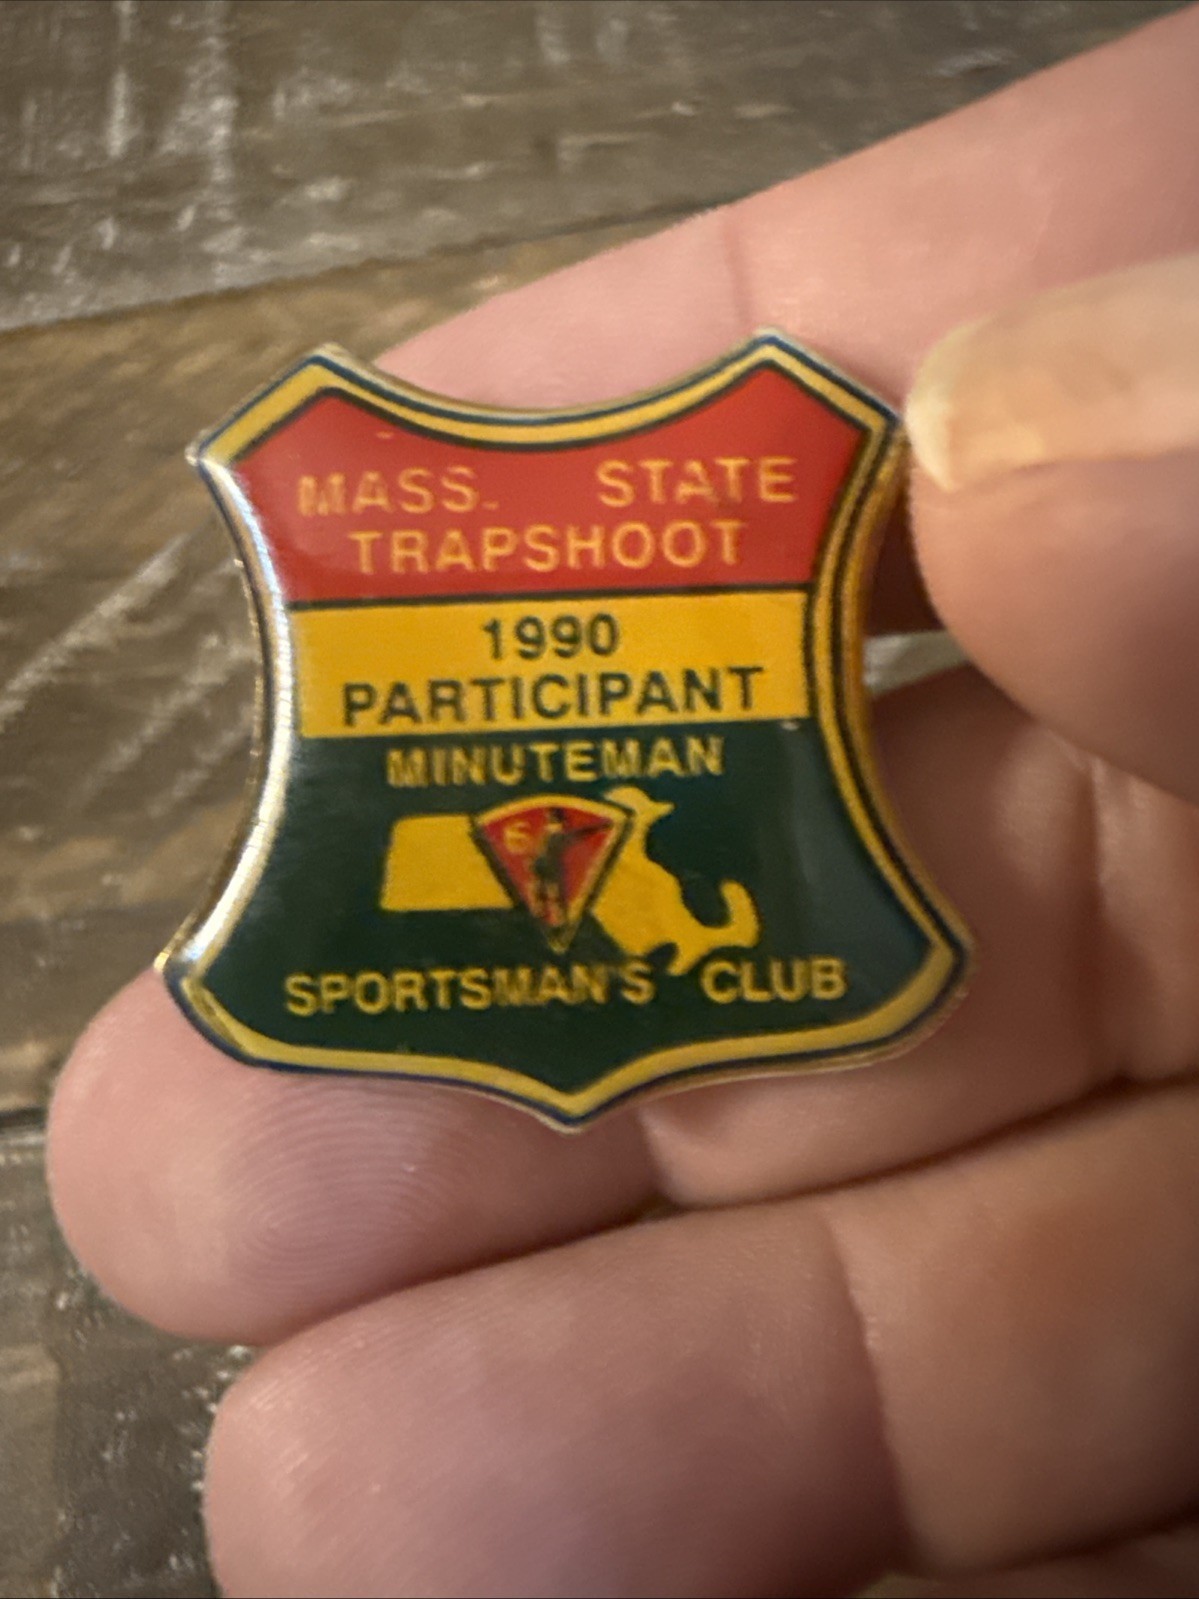 MASS. STATE
TRAPSHOOT
1990
PARTICIPANT
MINUTEMAN
SPORTSMAN'S CLUB